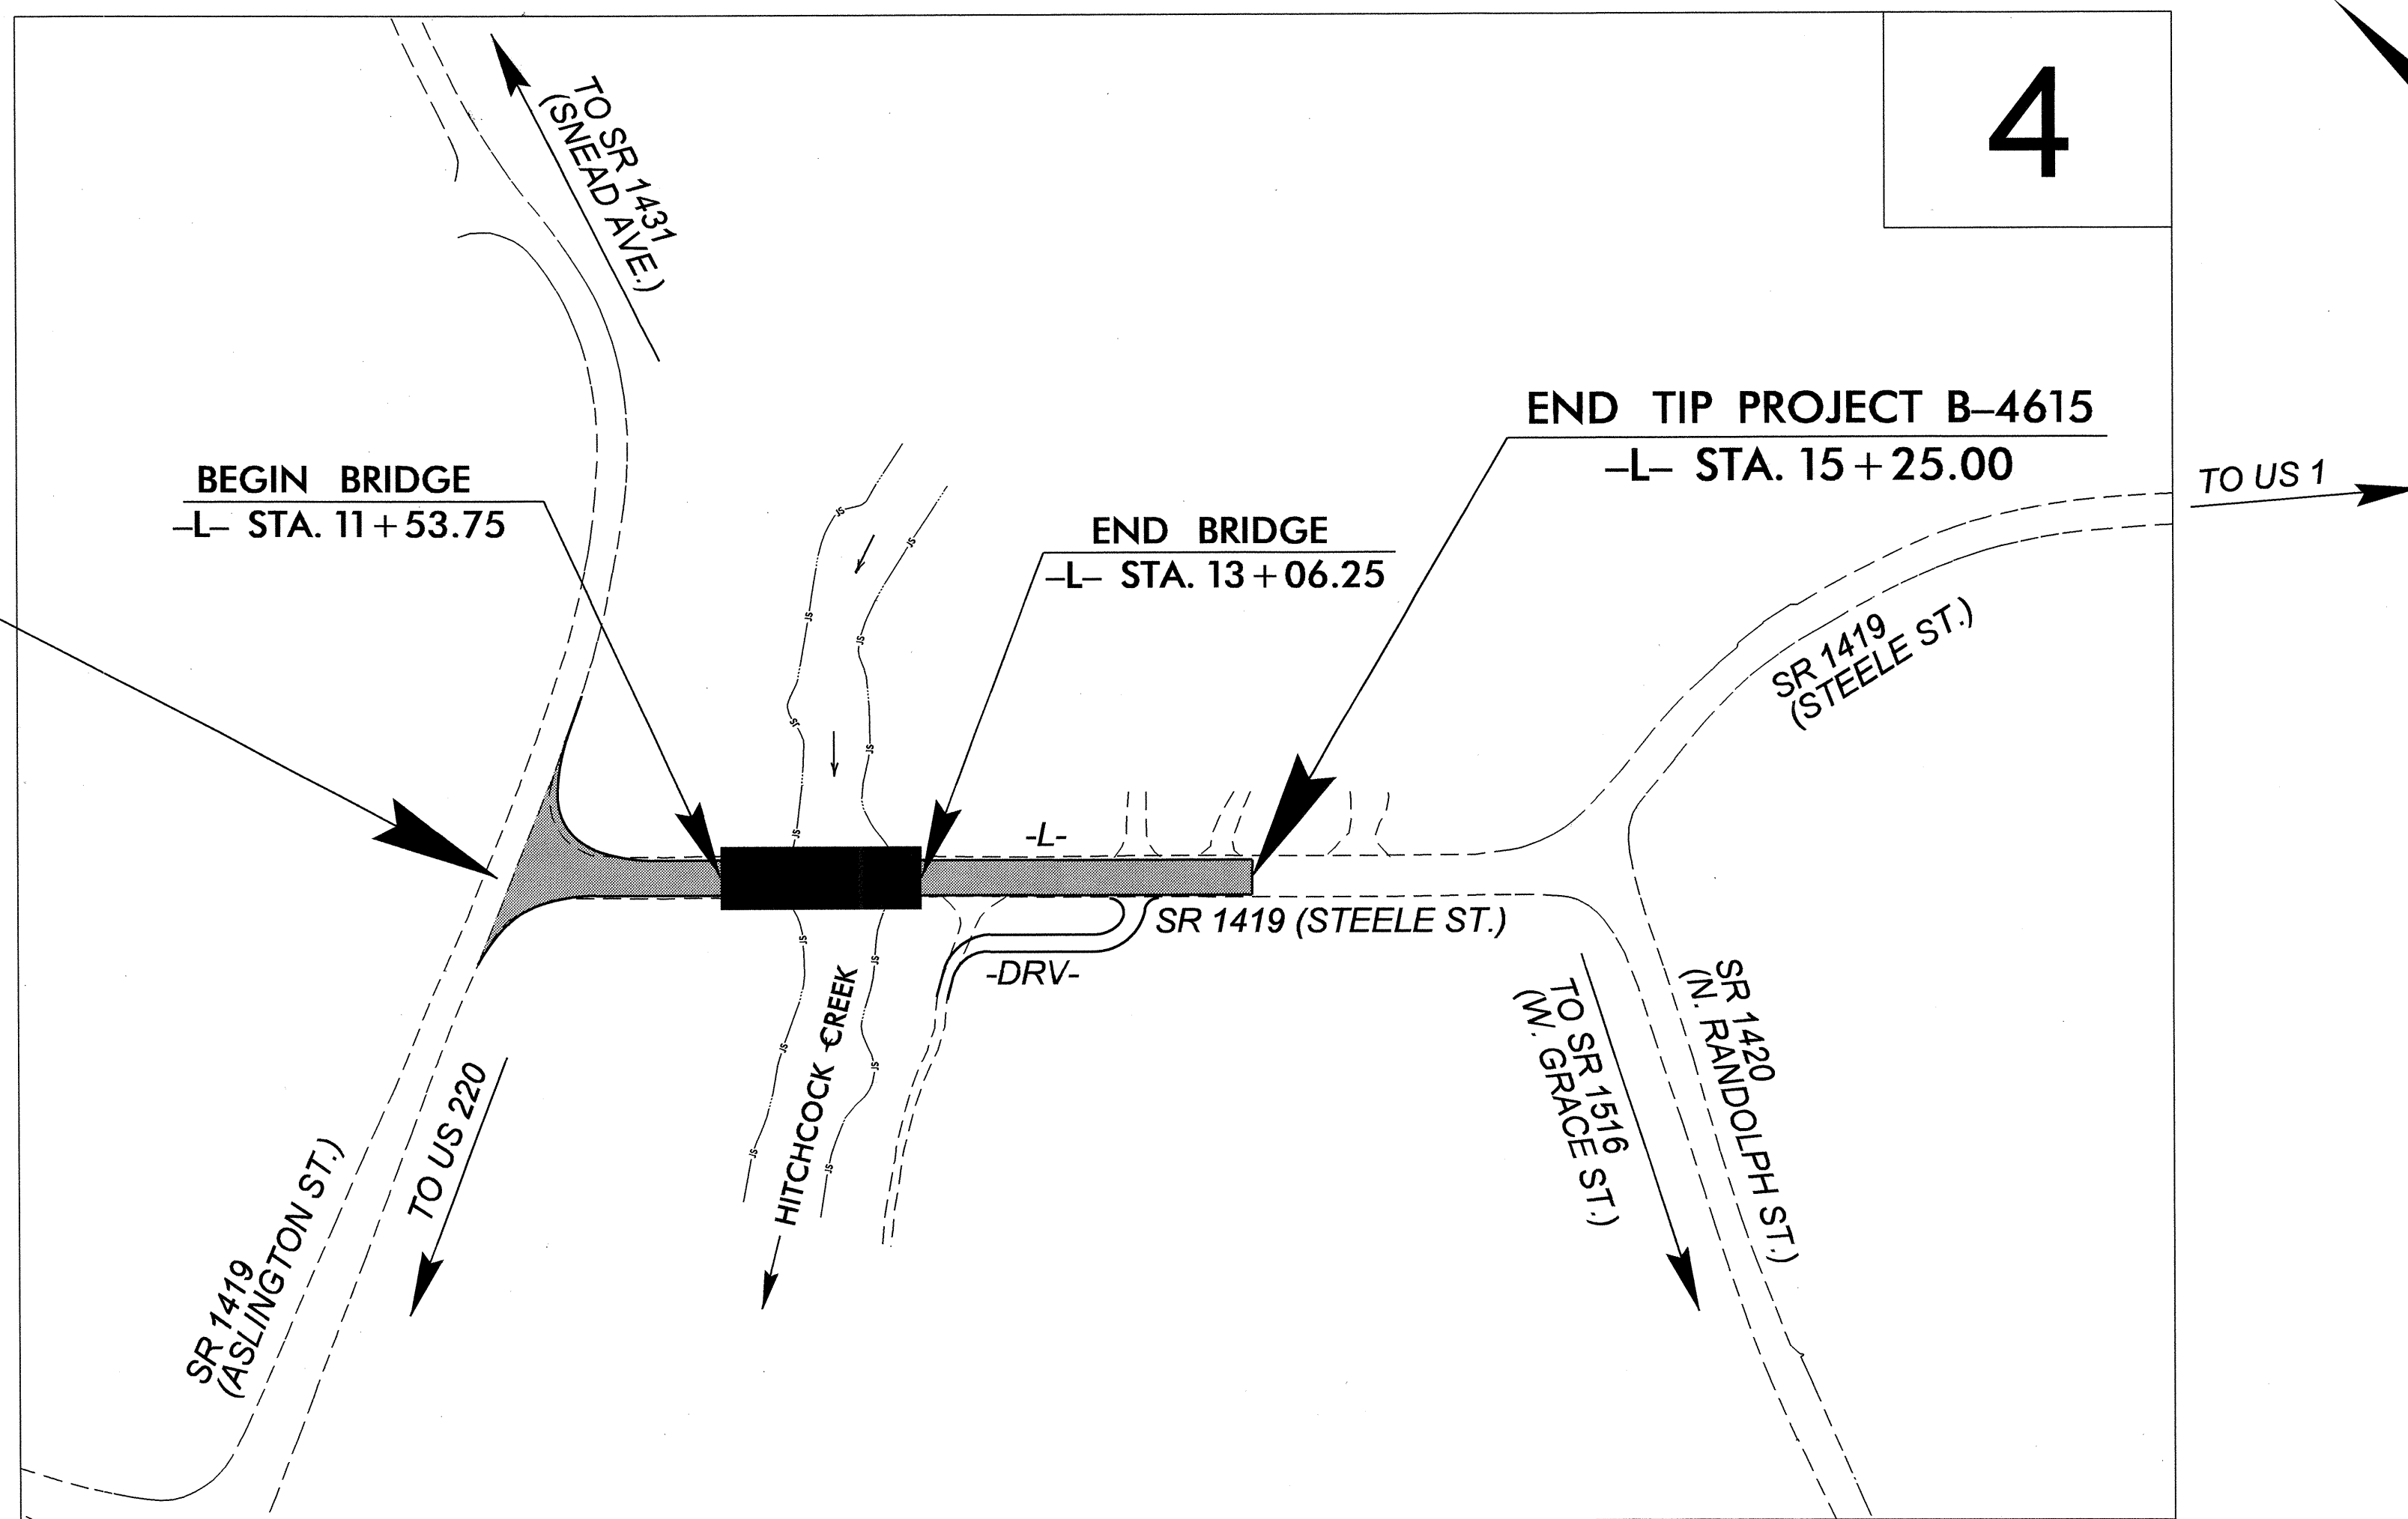 4
TO SR 1431
(SNEAD AVE.)
END TIP PROJECT B–4615
–L– STA. 15+25.00
BEGIN BRIDGE
–L– STA. 11+53.75
TO US 1
END BRIDGE
–L– STA. 13+06.25
SR 1419
(STEELE ST.)
-L-
SR 1419 (STEELE ST.)
-DRV-
HITCHCOCK CREEK
TO US 220
SR 1419
(ASLINGTON ST.)
TO SR 1516
(W. GRACE ST.)
SR 1420
(N. RANDOLPH ST.)